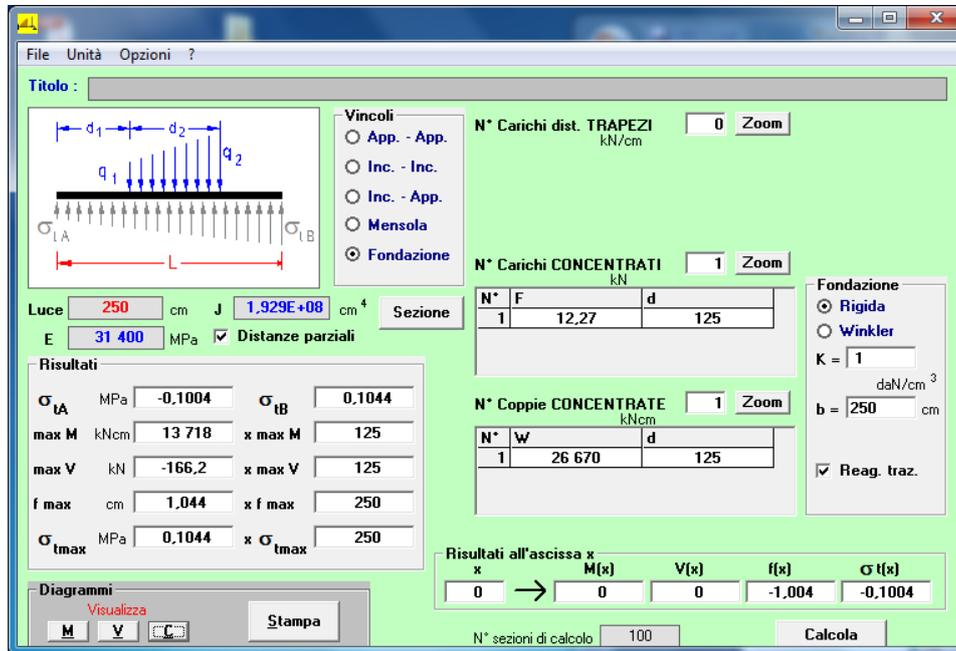 File Unità Opzioni ?
Titolo :
d1 d2
q1 q2
σtA σtB
L
Vincoli
App. - App.
Inc. - Inc.
Inc. - App.
Mensola
Fondazione
N° Carichi dist. TRAPEZI 0 Zoom
kN/cm
N° Carichi CONCENTRATI 1 Zoom
kN
N° F d
1 12,27 125
Luce 250 cm J 1,929E+08 cm4 Sezione
E 31 400 MPa Distanze parziali
Fondazione
Rigida
Winkler
K = 1
daN/cm3
b = 250 cm
Reag. traz.
Risultati
σtA MPa -0,1004 σtB 0,1044
max M kNcm 13 718 x max M 125
max V kN -166,2 x max V 125
f max cm 1,044 x f max 250
σtmax MPa 0,1044 x σtmax 250
N° Coppie CONCENTRATE 1 Zoom
kNcm
N° W d
1 26 670 125
Risultati all'ascissa x
x M(x) V(x) f(x) σt(x)
0 0 0 -1,004 -0,1004
Diagrammi
Visualizza
M V C Stampa
N° sezioni di calcolo 100 Calcola